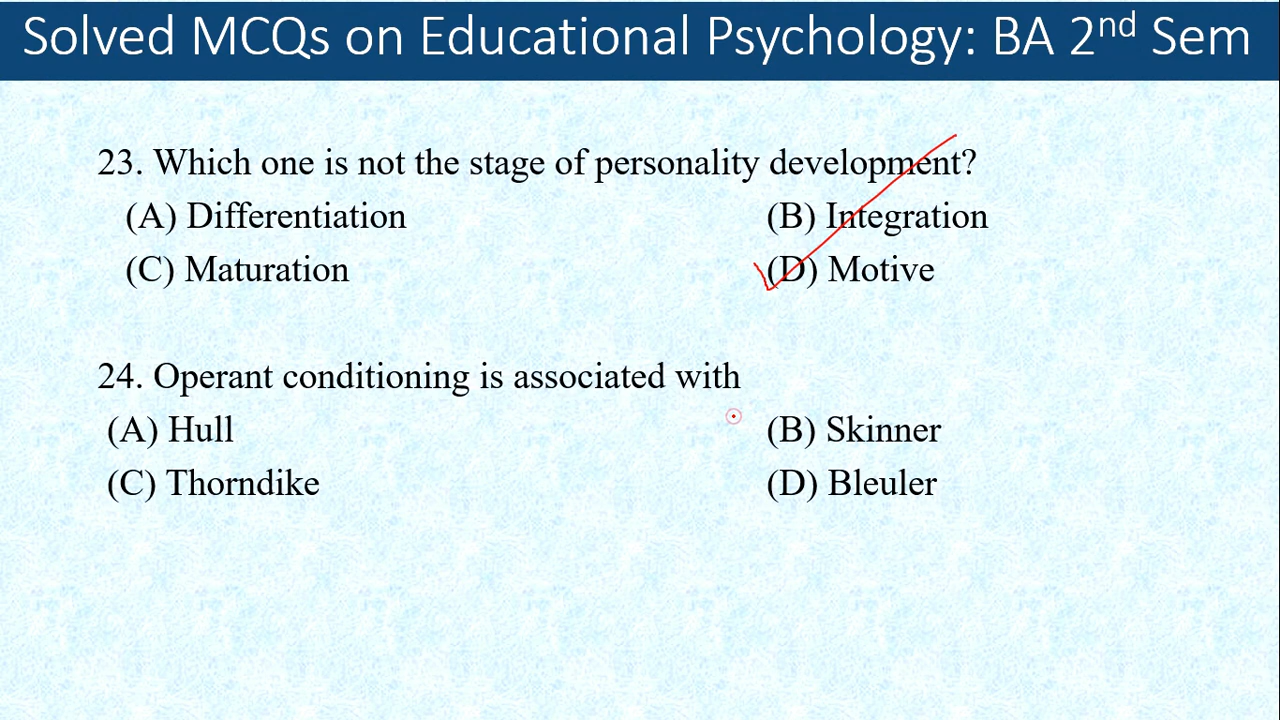 Solved MCQs on Educational Psychology: BA 2nd Sem
23. Which one is not the stage of personality development?
(A) Differentiation (B) Integration
(C) Maturation (D) Motive
24. Operant conditioning is associated with
(A) Hull (B) Skinner
(C) Thorndike (D) Bleuler